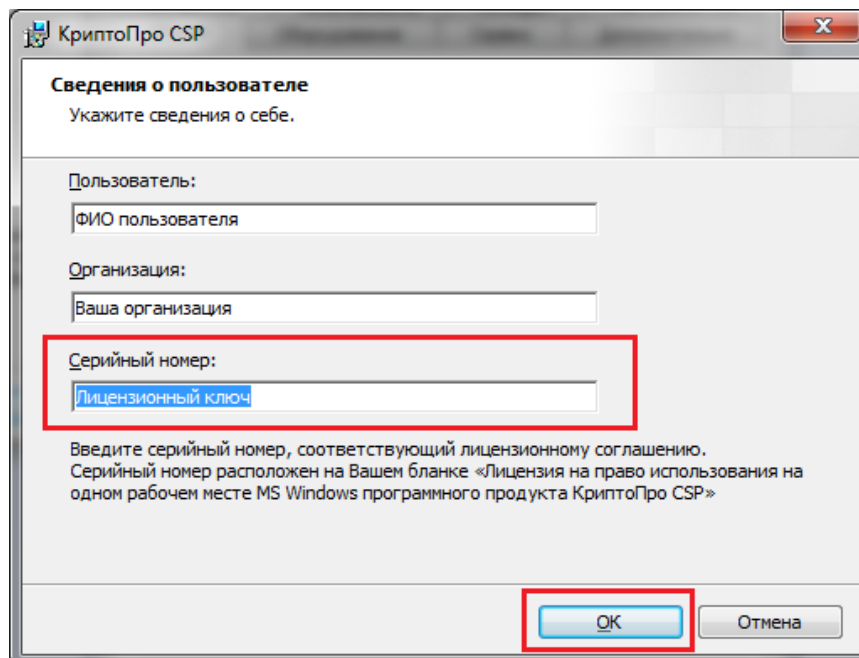 КриптоПро CSP
Сведения о пользователе
Укажите сведения о себе.
Пользователь:
ФИО пользователя
Организация:
Ваша организация
Серийный номер:
Лицензионный ключ
Введите серийный номер, соответствующий лицензионному соглашению.
Серийный номер расположен на Вашем бланке «Лицензия на право использования на
одном рабочем месте MS Windows программного продукта КриптоПро CSP»
OK Отмена